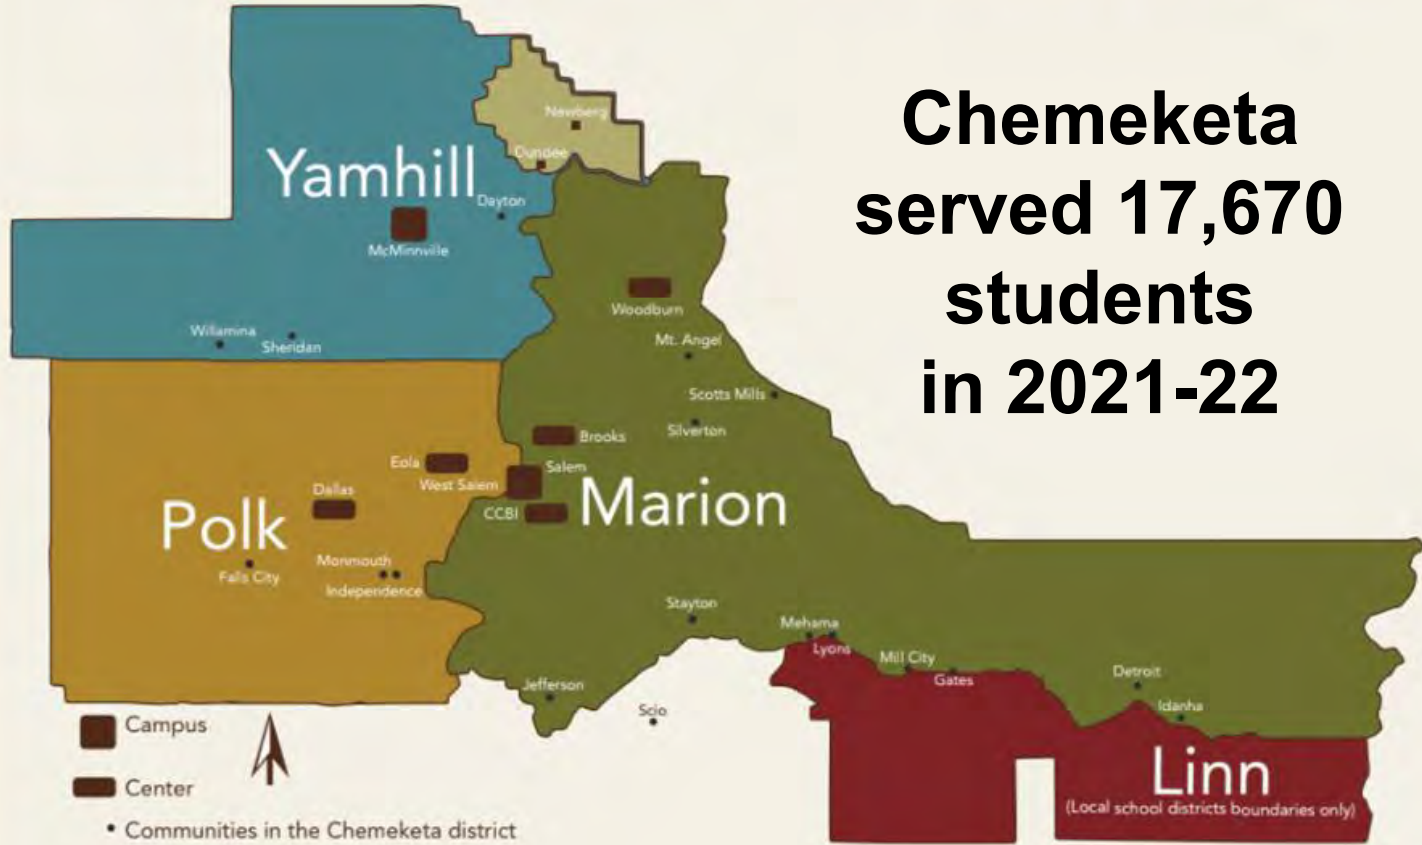 Chemeketa
served 17,670
students
in 2021-22
Newberg
Dundee
Yamhill
Dayton
McMinnville
Willamina
Sheridan
Woodburn
Mt. Angel
Scotts Mills
Silverton
Brooks
Eola
Salem
West Salem
Dallas
CCBI
Marion
Polk
Monmouth
Falls City
Independence
Stayton
Mehama
Lyons
Mill City
Gates
Detroit
Jefferson
Idanha
Scio
Linn
(Local school districts boundaries only)
Campus
Center
• Communities in the Chemeketa district